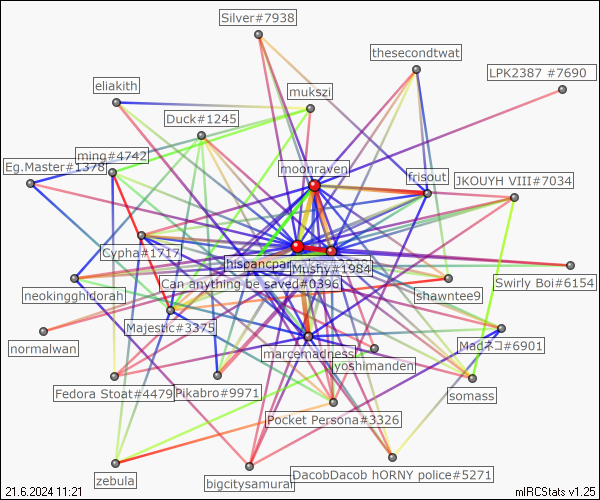 Silver#7938
thesecondtwat
LPK2387 #7690
eliakith
mukszi
Duck#1245
ming#4742
Eg.Master#1378
moonraven
frisout
JKOUYH VIII#7034
Cypha#1717
hispancpar
Mushy#1984
Can anything be saved#0396
Swirly Boi#6154
neokingghidorah
shawntee9
Majestic#3375
normalwan
marcemadness
yoshimanden
Madネコ#6901
Fedora Stoat#4479
Pikabro#9971
somass
Pocket Persona#3326
zebula
bigcitysamurai
DacobDacob hORNY police#5271
21.6.2024 11:21
mIRCStats v1.25